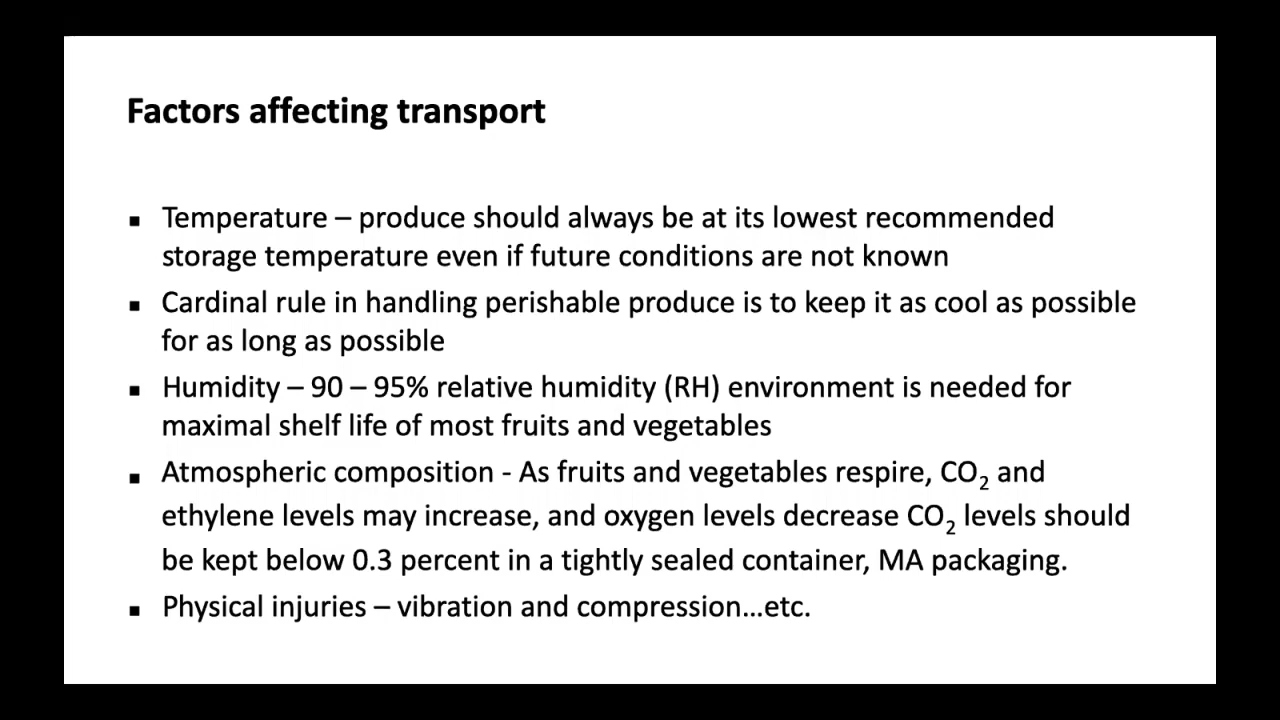 Factors affecting transport
▪ Temperature – produce should always be at its lowest recommended
storage temperature even if future conditions are not known
▪ Cardinal rule in handling perishable produce is to keep it as cool as possible
for as long as possible
▪ Humidity – 90 – 95% relative humidity (RH) environment is needed for
maximal shelf life of most fruits and vegetables
▪ Atmospheric composition - As fruits and vegetables respire, CO₂ and
ethylene levels may increase, and oxygen levels decrease CO₂ levels should
be kept below 0.3 percent in a tightly sealed container, MA packaging.
▪ Physical injuries – vibration and compression...etc.